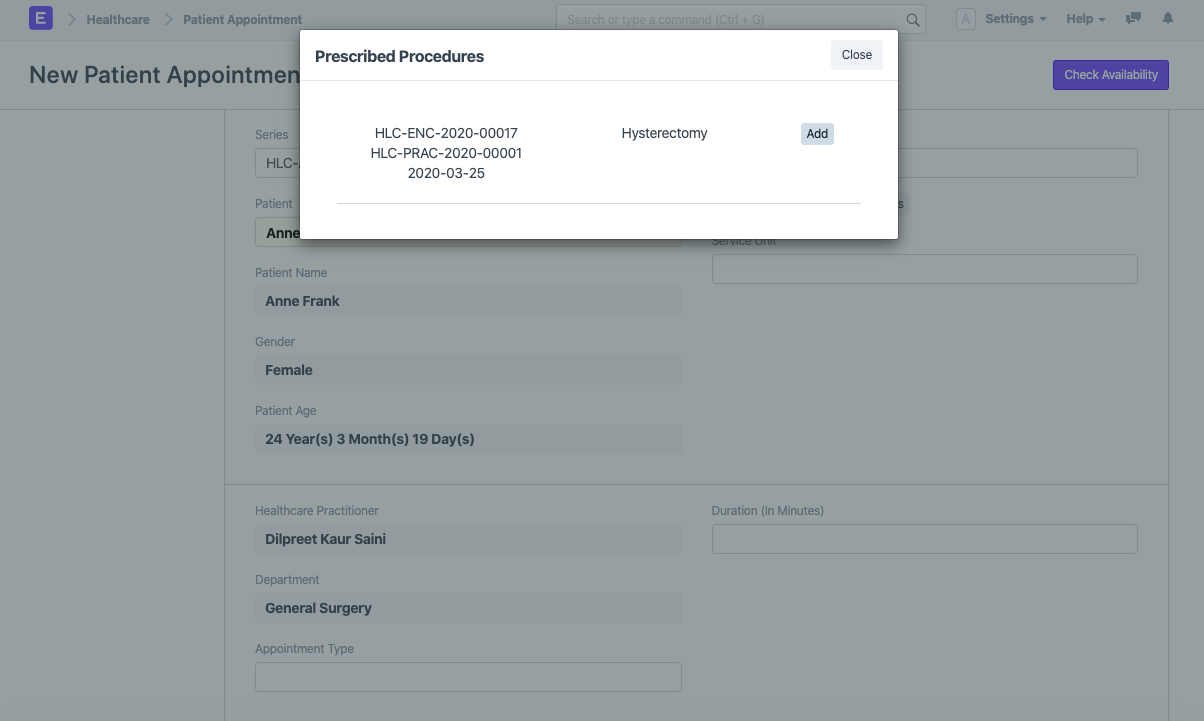 E Healthcare Patient Appointment Search or type a command (Ctrl + G) A Settings Help
Prescribed Procedures Close
New Patient Appointmen Check Availability
HLC-ENC-2020-00017 Hysterectomy Add
HLC-PRAC-2020-00001
2020-03-25
Series
HLC-
Patient
Anne
Service Unit
Patient Name
Anne Frank
Gender
Female
Patient Age
24 Year(s) 3 Month(s) 19 Day(s)
Healthcare Practitioner Duration (In Minutes)
Dilpreet Kaur Saini
Department
General Surgery
Appointment Type